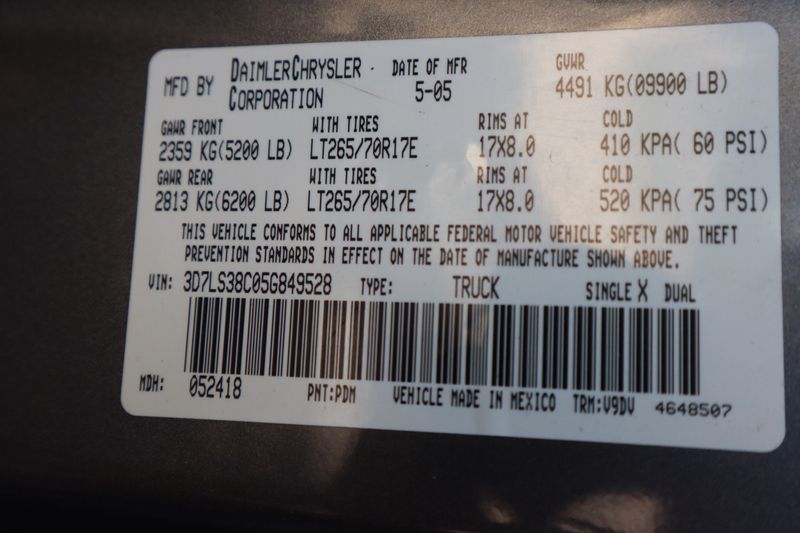 MFD BY DAIMLERCHRYSLER CORPORATION DATE OF MFR 5-05 GVWR 4491 KG(09900 LB)
GAWR FRONT WITH TIRES RIMS AT COLD
2359 KG(5200 LB) LT265/70R17E 17X8.0 410 KPA( 60 PSI)
GAWR REAR WITH TIRES RIMS AT COLD
2813 KG(6200 LB) LT265/70R17E 17X8.0 520 KPA( 75 PSI)
THIS VEHICLE CONFORMS TO ALL APPLICABLE FEDERAL MOTOR VEHICLE SAFETY AND THEFT
PREVENTION STANDARDS IN EFFECT ON THE DATE OF MANUFACTURE SHOWN ABOVE.
VIN: 3D7LS38C05G849528 TYPE: TRUCK SINGLE X DUAL
MDH: 052418 PNT:PDM VEHICLE MADE IN MEXICO TRM:V9DV 4648507